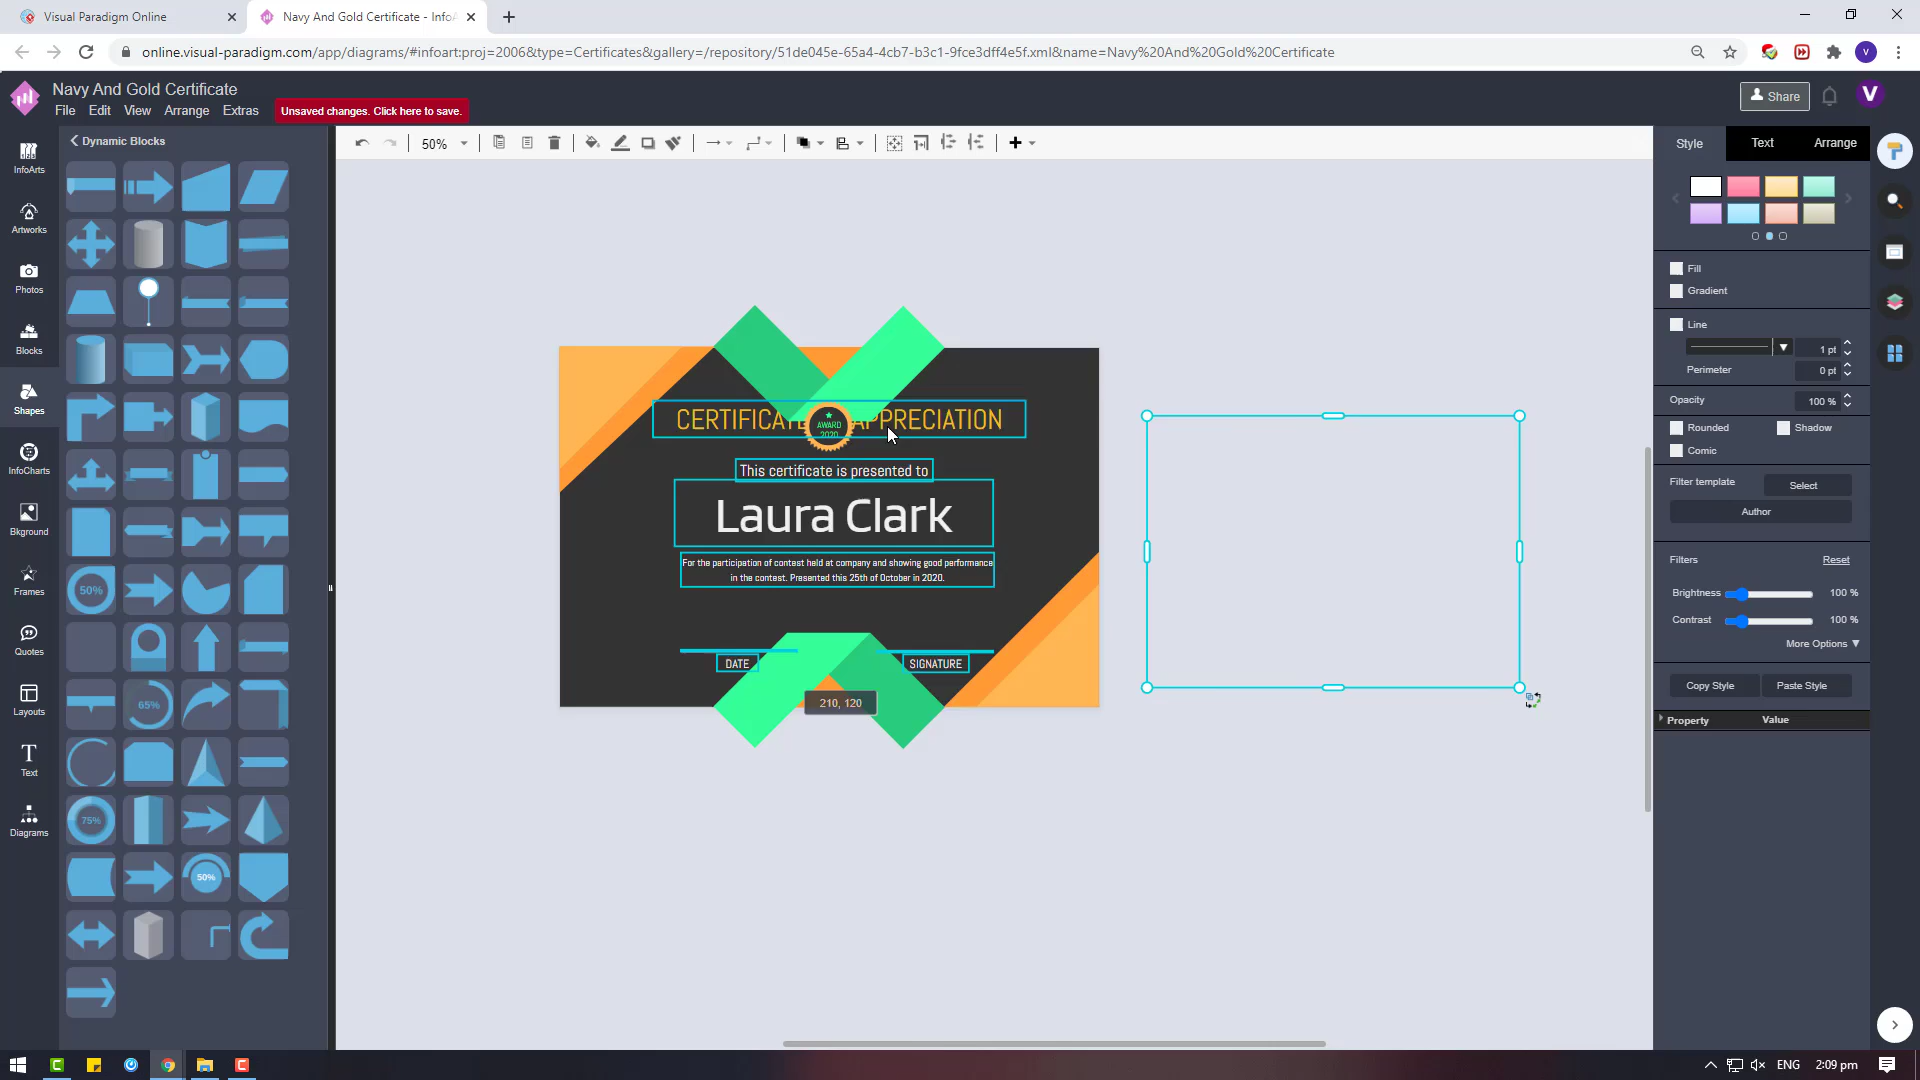 Visual Paradigm Online
Navy And Gold Certificate - InfoA
online.visual-paradigm.com/app/diagrams/#infoart:proj=2006&type=Certificates&gallery=/repository/51de045e-65a4-4cb7-b3c1-9fce3dff4e5f.xml&name=Navy%20And%20Gold%20Certificate
V
Navy And Gold Certificate
File Edit View Arrange Extras
Unsaved changes. Click here to save.
Share
V
InfoArts
Artworks
Photos
Blocks
Shapes
InfoCharts
Bkground
Frames
Quotes
Layouts
Text
Diagrams
Dynamic Blocks
50%
65%
75%
50%
50%
CERTIFICATE APPRECIATION
AWARD
2020
This certificate is presented to
Laura Clark
For the participation of contest held at company and showing good performance
in the contest. Presented this 25th of October in 2020.
DATE
SIGNATURE
210, 120
Style Text Arrange
Fill
Gradient
Line
1 pt
Perimeter 0 pt
Opacity 100 %
Rounded Shadow
Comic
Filter template Select
Author
Filters Reset
Brightness 100 %
Contrast 100 %
More Options
Copy Style Paste Style
Property Value
ENG 2:09 pm